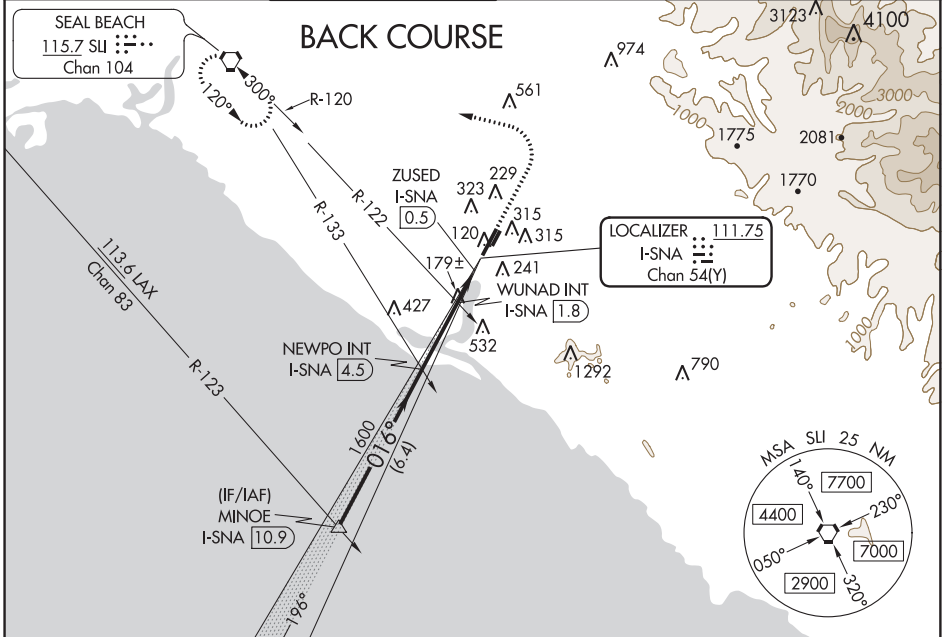 SEAL BEACH
115.7 SLI
Chan 104
BACK COURSE
3123
4100
974
3000
2000
1000
561
300°
R-120
120°
1775
2081
1770
ZUSED
I-SNA
0.5
229
323
315
120
315
R-122
R-133
LOCALIZER 111.75
I-SNA
Chan 54(Y)
113.6 LAX
Chan 83
179±
241
WUNAD INT
I-SNA 1.8
427
532
NEWPO INT
I-SNA 4.5
1292
790
R-123
1600
016°
(6.4)
(IF/IAF)
MINOE
I-SNA 10.9
196°
MSA SLI 25 NM
140°
7700
4400
230°
050°
7000
2900
320°